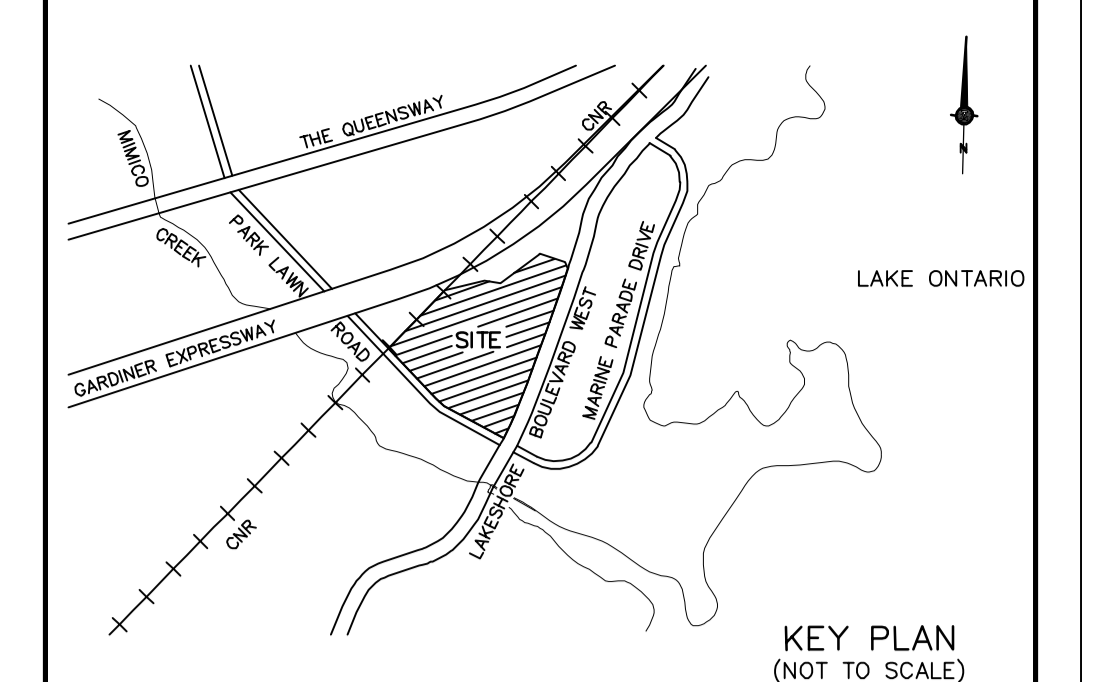 THE QUEENSWAY
CNR
MIMICO
CREEK
PARK LAWN
ROAD
N
MARINE PARADE DRIVE
LAKE ONTARIO
BOULEVARD WEST
SITE
GARDINER EXPRESSWAY
LAKESHORE
CNR
KEY PLAN
(NOT TO SCALE)